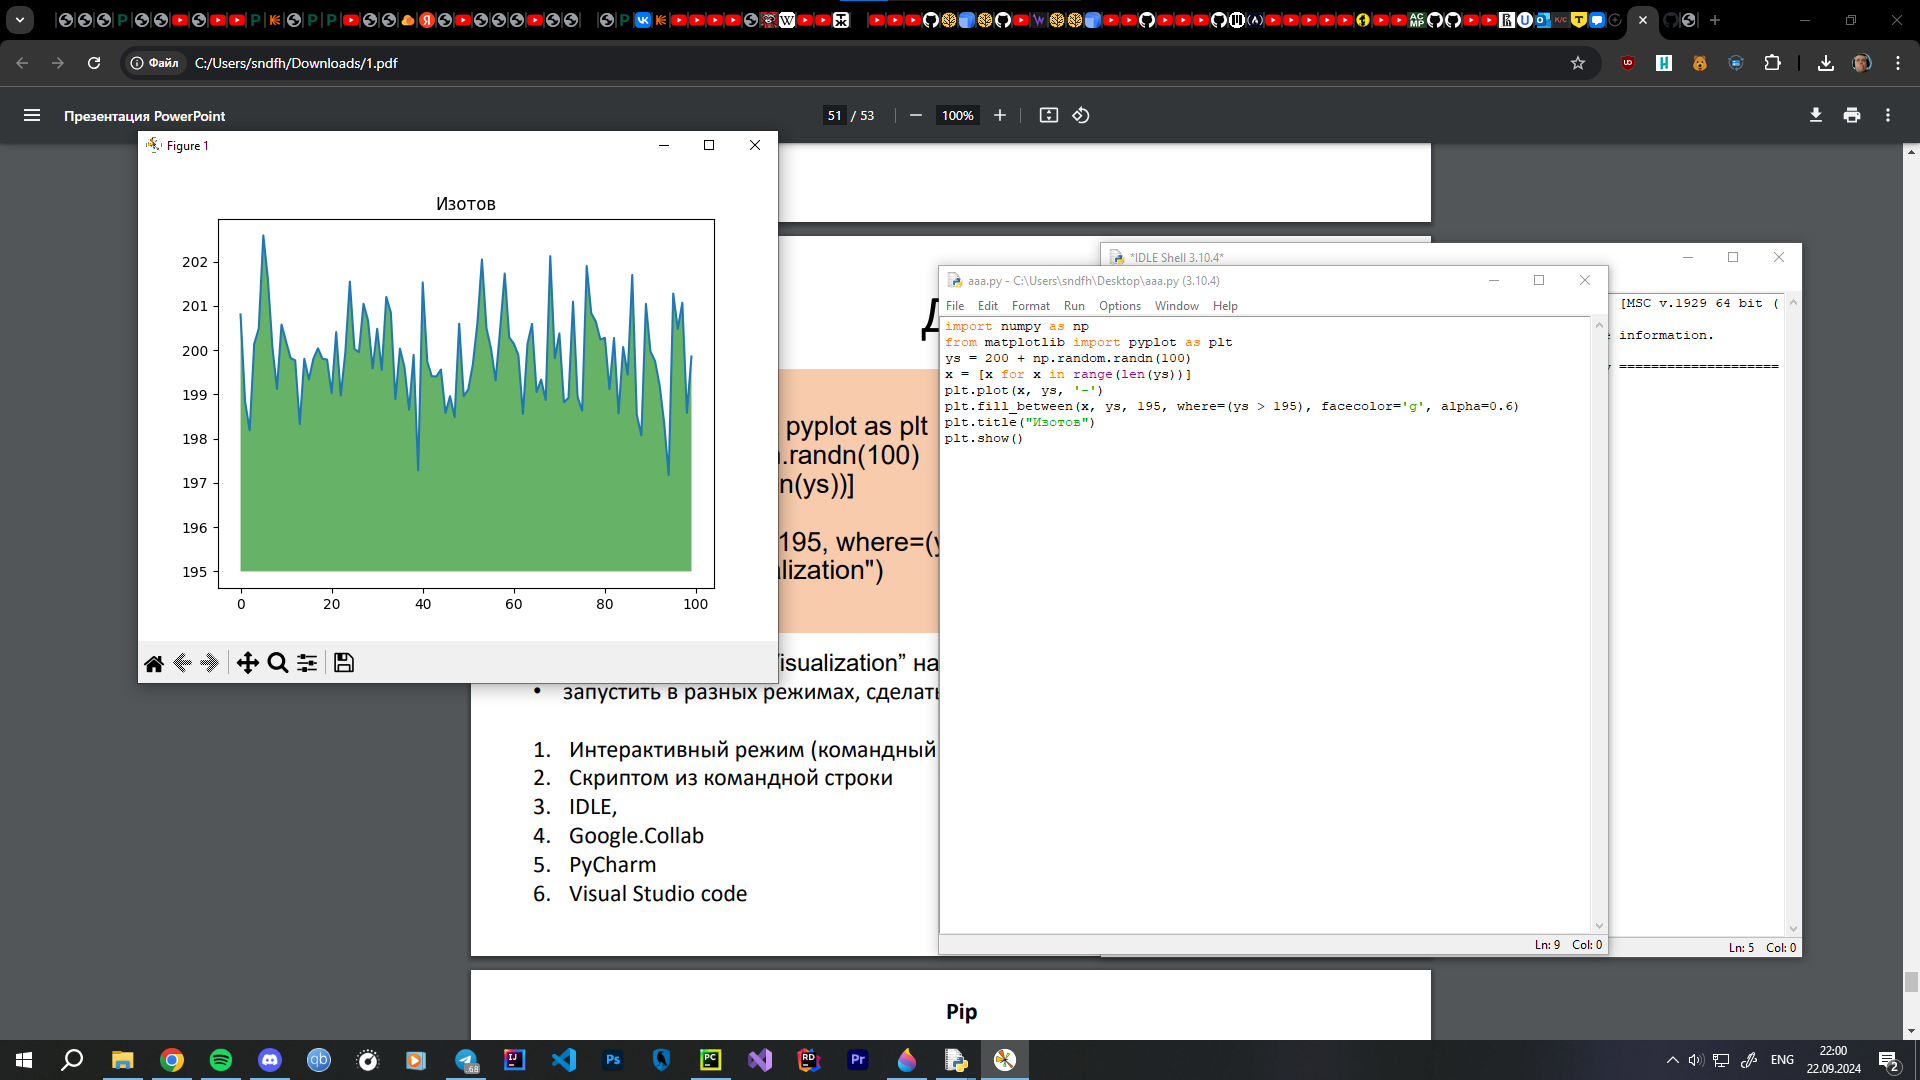 Файл
C:/Users/sndfh/Downloads/1.pdf
Презентация PowerPoint
51 / 53
100%
Figure 1
Изотов
202
201
200
199
198
197
196
195
0 20 40 60 80 100
Д
pyplot as plt
.randn(100)
n(ys))]
195, where=(y
alization")
isualization” на
• запустить в разных режимах, сделать
1. Интерактивный режим (командный
2. Скриптом из командной строки
3. IDLE,
4. Google.Collab
5. PyCharm
6. Visual Studio code
Pip
*IDLE Shell 3.10.4*
[MSC v.1929 64 bit (
information.
====================
Ln: 5 Col: 0
aaa.py - C:\Users\sndfh\Desktop\aaa.py (3.10.4)
File Edit Format Run Options Window Help
import numpy as np
from matplotlib import pyplot as plt
ys = 200 + np.random.randn(100)
x = [x for x in range(len(ys))]
plt.plot(x, ys, '-')
plt.fill_between(x, ys, 195, where=(ys > 195), facecolor='g', alpha=0.6)
plt.title("Изотов")
plt.show()
Ln: 9 Col: 0
ENG
22:00
22.09.2024
2